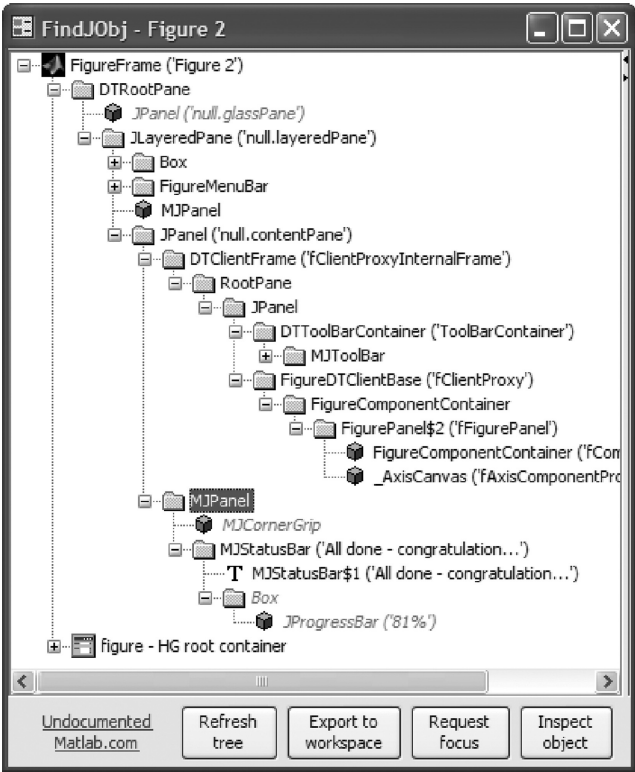 FindJObj - Figure 2
FigureFrame ('Figure 2')
DTRootPane
JPanel ('null.glassPane')
JLayeredPane ('null.layeredPane')
Box
FigureMenuBar
MJPanel
JPanel ('null.contentPane')
DTClientFrame ('fClientProxyInternalFrame')
RootPane
JPanel
DTToolBarContainer ('ToolBarContainer')
MJToolBar
FigureDTClientBase ('fClientProxy')
FigureComponentContainer
FigurePanel$2 ('fFigurePanel')
FigureComponentContainer ('fCom
_AxisCanvas ('fAxisComponentPro
MJPanel
MJCornerGrip
MJStatusBar ('All done - congratulation...')
T MJStatusBar$1 ('All done - congratulation...')
Box
JProgressBar ('81%')
figure - HG root container
Undocumented
Matlab.com
Refresh
tree
Export to
workspace
Request
focus
Inspect
object